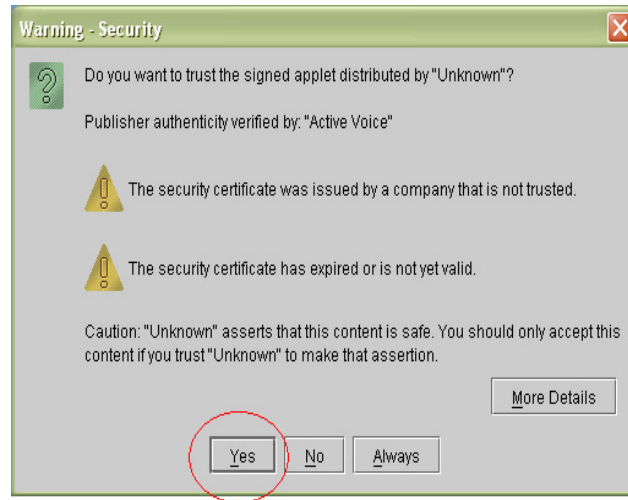 Warning - Security
Do you want to trust the signed applet distributed by "Unknown"?
Publisher authenticity verified by: "Active Voice"
The security certificate was issued by a company that is not trusted.
The security certificate has expired or is not yet valid.
Caution: "Unknown" asserts that this content is safe. You should only accept this
content if you trust "Unknown" to make that assertion.
More Details
Yes No Always